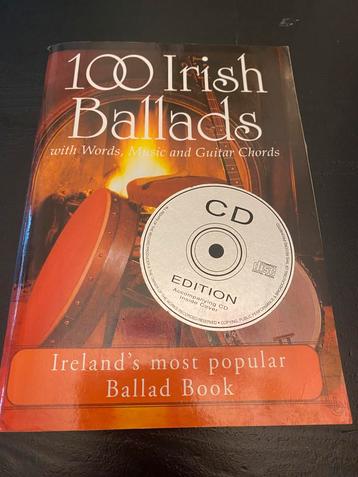 100 Irish
Ballads
with Words, Music and Guitar Chords
CD
EDITION
Accompanying CD
Inside Cover
Ireland's most popular
Ballad Book